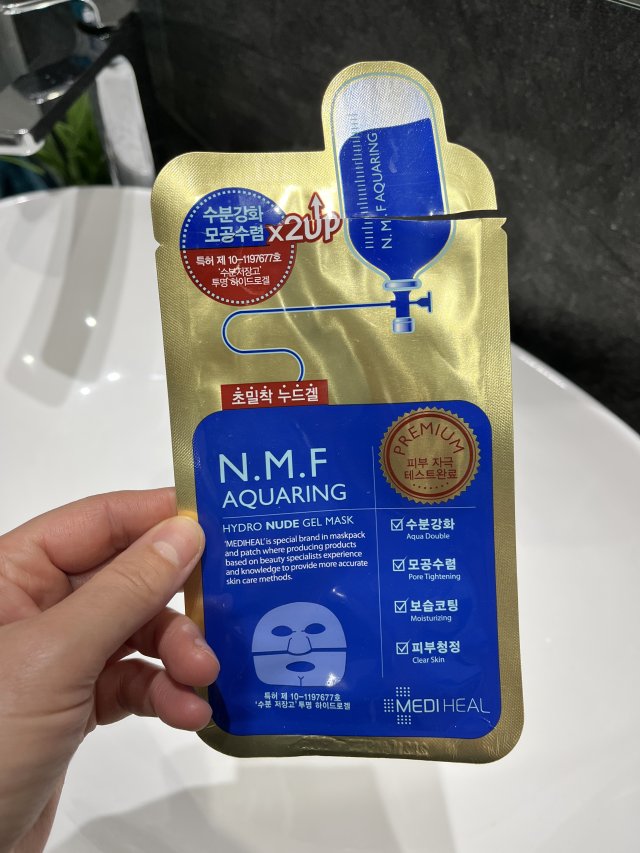 N.M.F AQUARING
수분강화
모공수렴
x2UP
특허 제 10-1197677호
'수분저장고'
투명 하이드로겔
초밀착 누드겔
N.M.F
AQUARING
HYDRO NUDE GEL MASK
'MEDIHEAL' is special brand in maskpack
and patch where producing products
based on beauty specialists experience
and knowledge to provide more accurate
skin care methods.
특허 제 10-1197677호
'수분 저장고' 투명 하이드로겔
PREMIUM
피부 자극
테스트완료
수분강화
Aqua Double
모공수렴
Pore Tightening
보습코팅
Moisturizing
피부청정
Clear Skin
MEDIHEAL